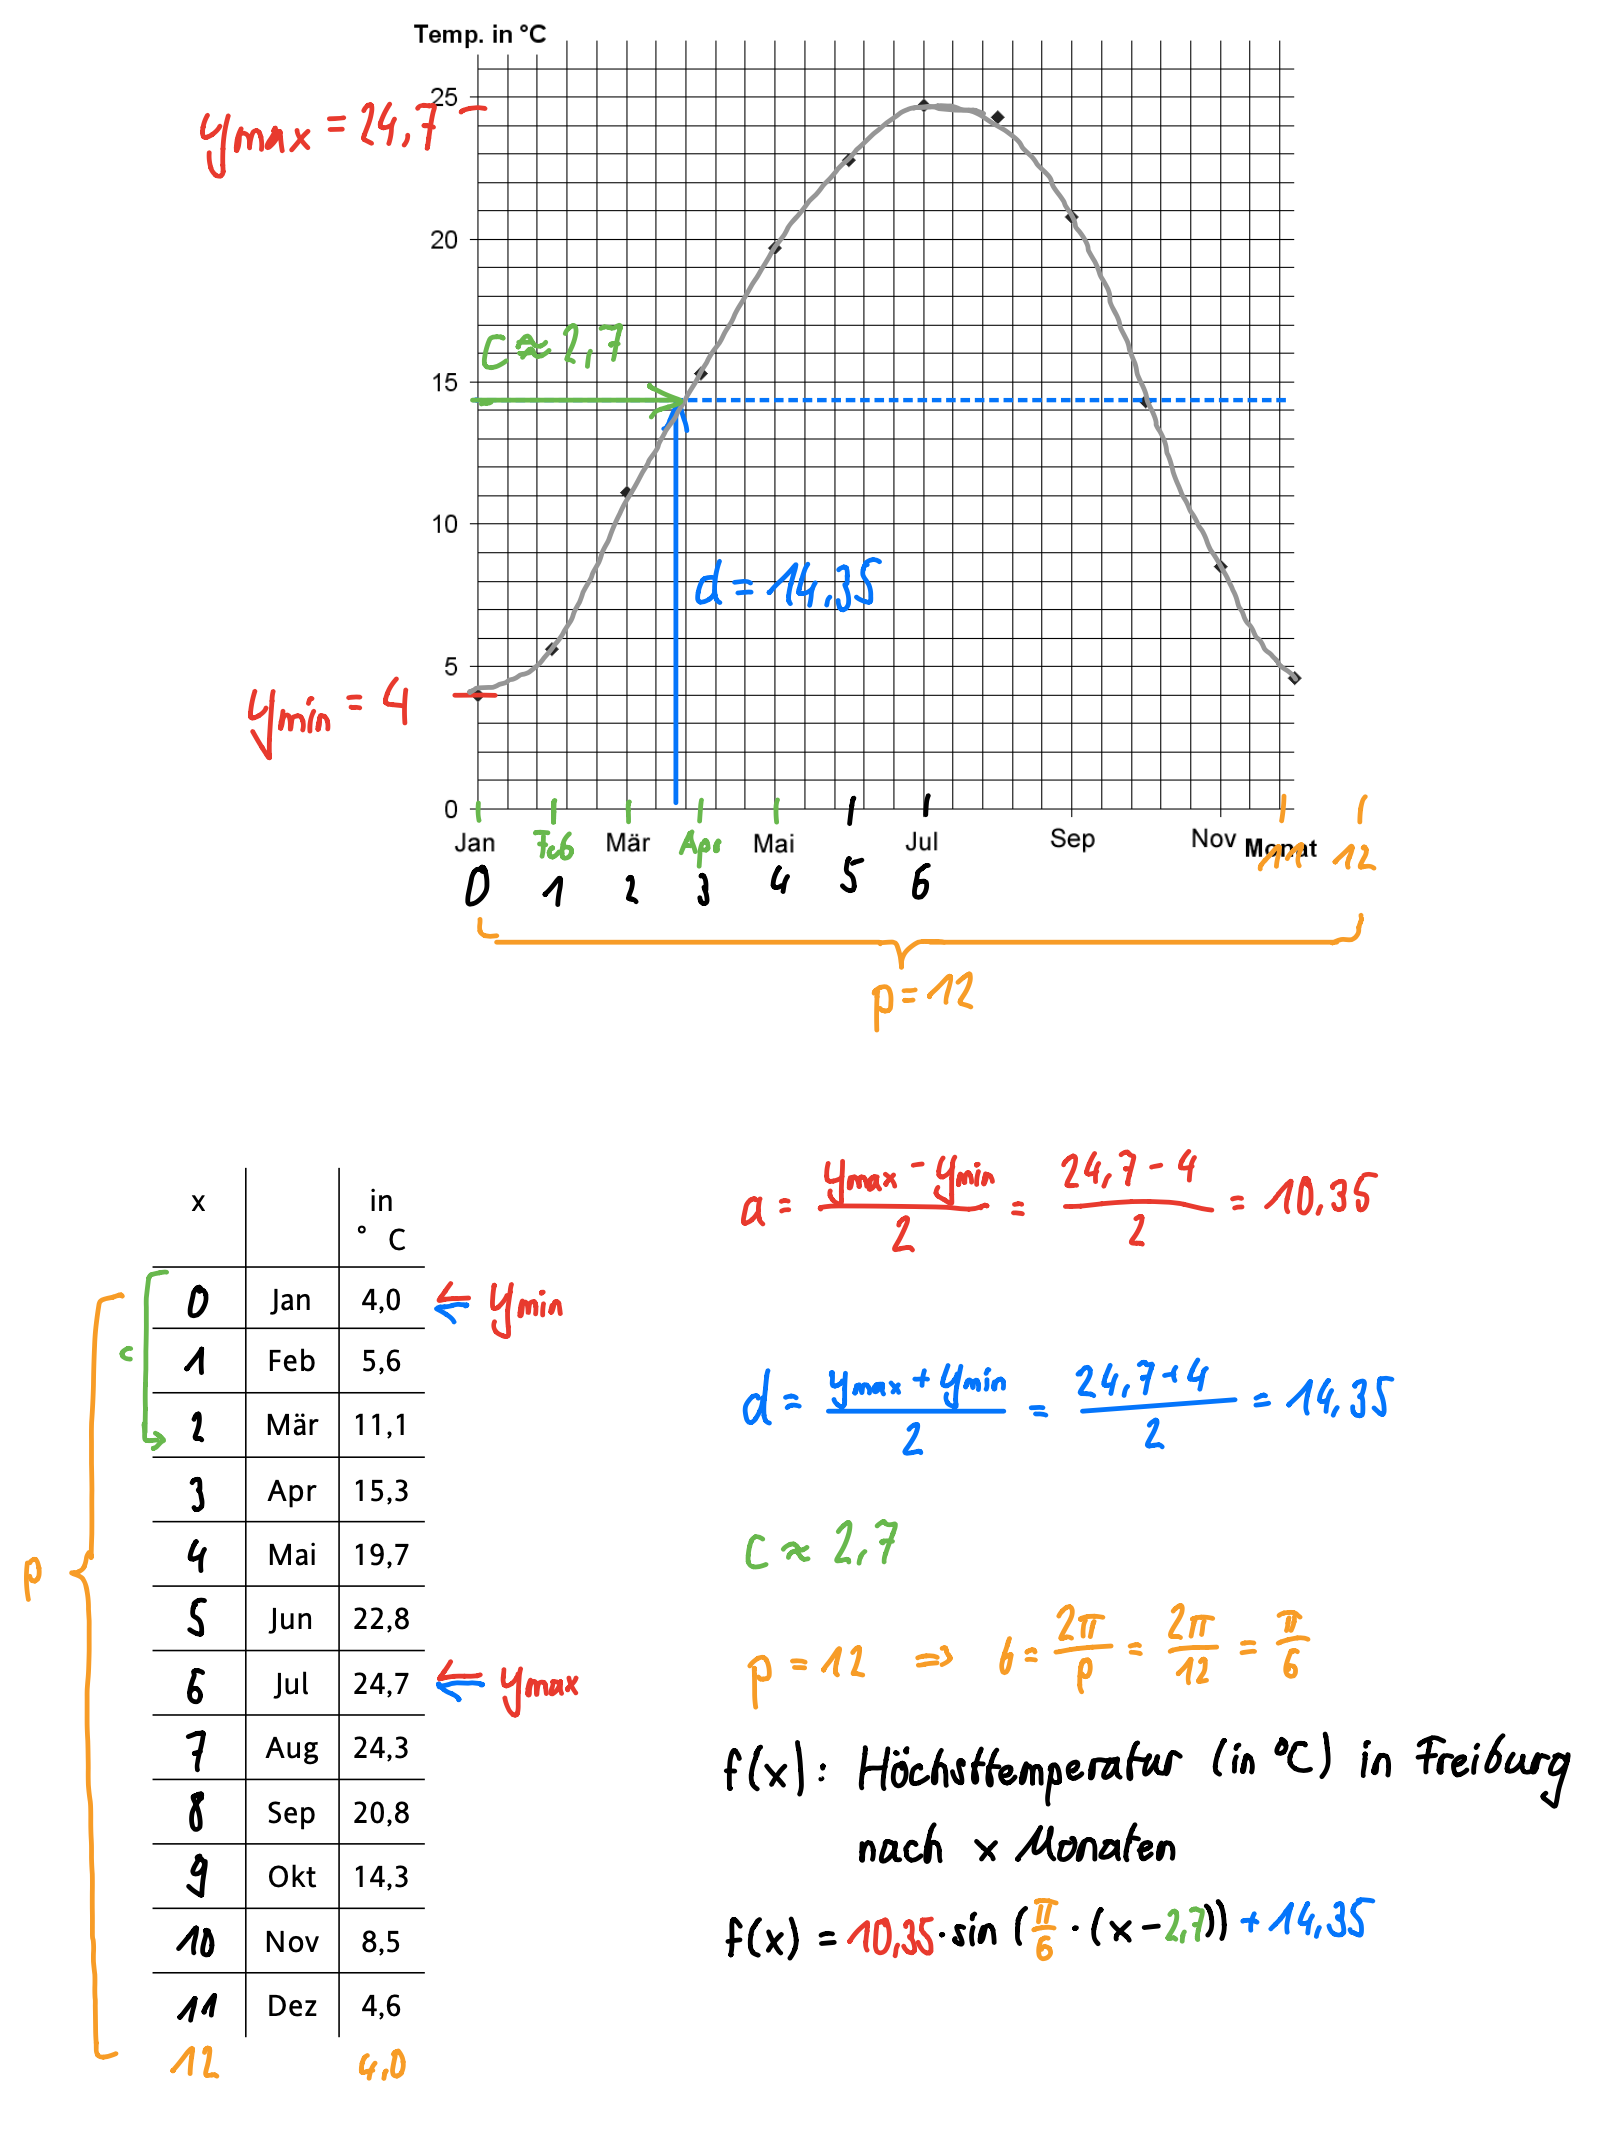 Temp. in °C
25
ymax = 24,7
20
c ≈ 2,7
15
10
d = 14,35
5
ymin = 4
0
Jan Feb Mär Apr Mai Jul Sep Nov Monat 11 12
0 1 2 3 4 5 6
p = 12
x in ° C
0 Jan 4,0 ← ymin
c 1 Feb 5,6
2 Mär 11,1
3 Apr 15,3
p 4 Mai 19,7
5 Jun 22,8
6 Jul 24,7 ← ymax
7 Aug 24,3
8 Sep 20,8
9 Okt 14,3
10 Nov 8,5
11 Dez 4,6
12 4,0
a = (ymax - ymin)/2 = (24,7 - 4)/2 = 10,35
d = (ymax + ymin)/2 = (24,7 + 4)/2 = 14,35
c ≈ 2,7
p = 12 ⇒ b = 2π/p = 2π/12 = π/6
f(x): Höchsttemperatur (in °C) in Freiburg
nach x Monaten
f(x) = 10,35 · sin (π/6 · (x - 2,7)) + 14,35